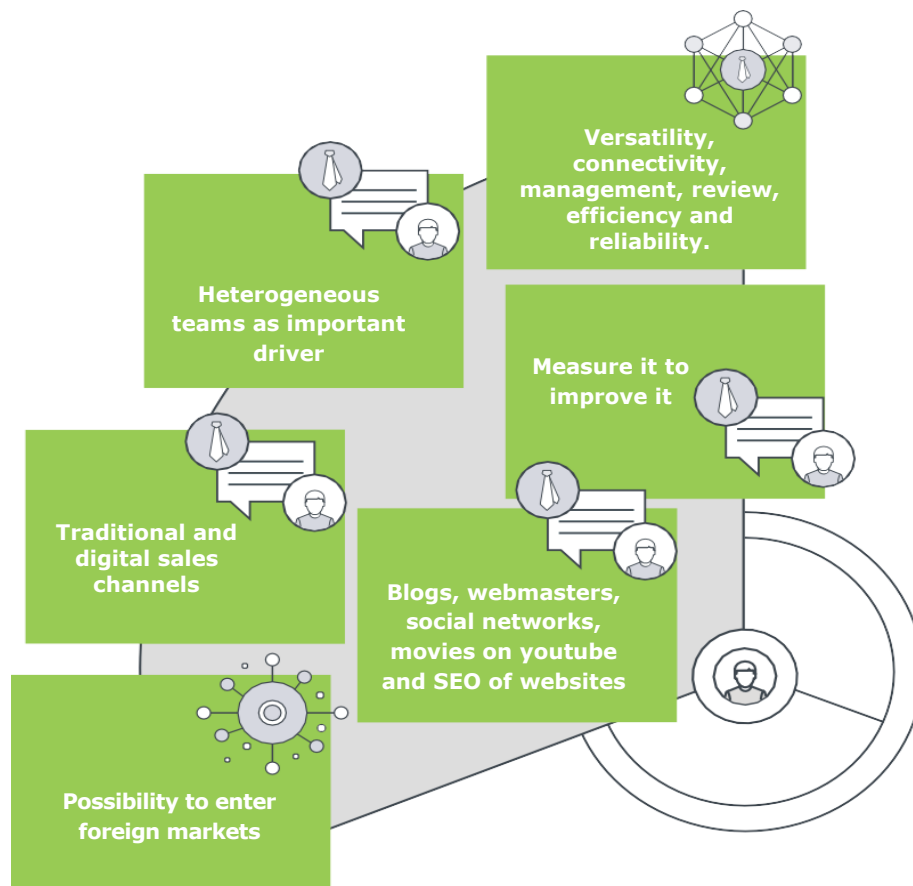 Versatility,
connectivity,
management, review,
efficiency and
reliability.
Heterogeneous
teams as important
driver
Measure it to
improve it
Traditional and
digital sales
channels
Blogs, webmasters,
social networks,
movies on youtube
and SEO of websites
Possibility to enter
foreign markets